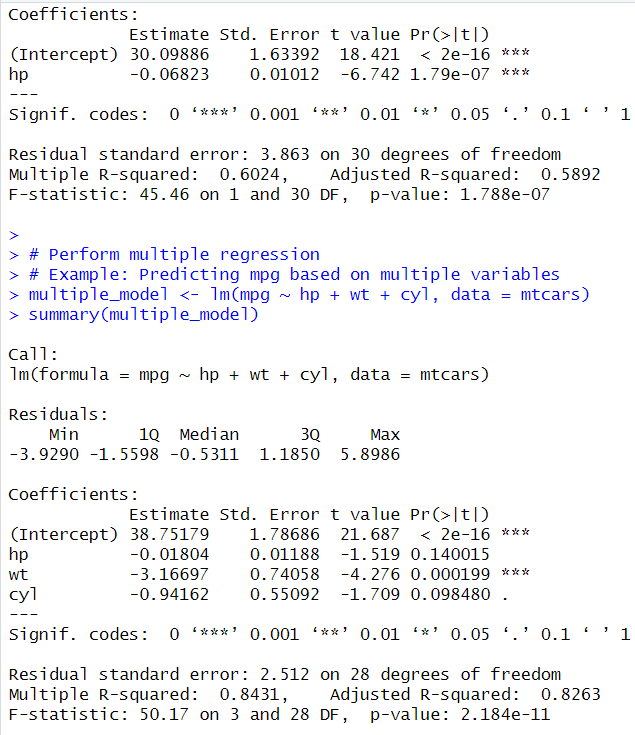 Coefficients:
            Estimate Std. Error t value Pr(>|t|)
(Intercept) 30.09886    1.63392  18.421  < 2e-16 ***
hp          -0.06823    0.01012  -6.742 1.79e-07 ***
---
Signif. codes:  0 ‘***’ 0.001 ‘**’ 0.01 ‘*’ 0.05 ‘.’ 0.1 ‘ ’ 1
Residual standard error: 3.863 on 30 degrees of freedom
Multiple R-squared:  0.6024,    Adjusted R-squared:  0.5892
F-statistic: 45.46 on 1 and 30 DF,  p-value: 1.788e-07
>
> # Perform multiple regression
> # Example: Predicting mpg based on multiple variables
> multiple_model <- lm(mpg ~ hp + wt + cyl, data = mtcars)
> summary(multiple_model)
Call:
lm(formula = mpg ~ hp + wt + cyl, data = mtcars)
Residuals:
    Min      1Q  Median      3Q     Max
-3.9290 -1.5598 -0.5311  1.1850  5.8986
Coefficients:
            Estimate Std. Error t value Pr(>|t|)
(Intercept) 38.75179    1.78686  21.687  < 2e-16 ***
hp          -0.01804    0.01188  -1.519 0.140015
wt          -3.16697    0.74058  -4.276 0.000199 ***
cyl         -0.94162    0.55092  -1.709 0.098480 .
---
Signif. codes:  0 ‘***’ 0.001 ‘**’ 0.01 ‘*’ 0.05 ‘.’ 0.1 ‘ ’ 1
Residual standard error: 2.512 on 28 degrees of freedom
Multiple R-squared:  0.8431,    Adjusted R-squared:  0.8263
F-statistic: 50.17 on 3 and 28 DF,  p-value: 2.184e-11